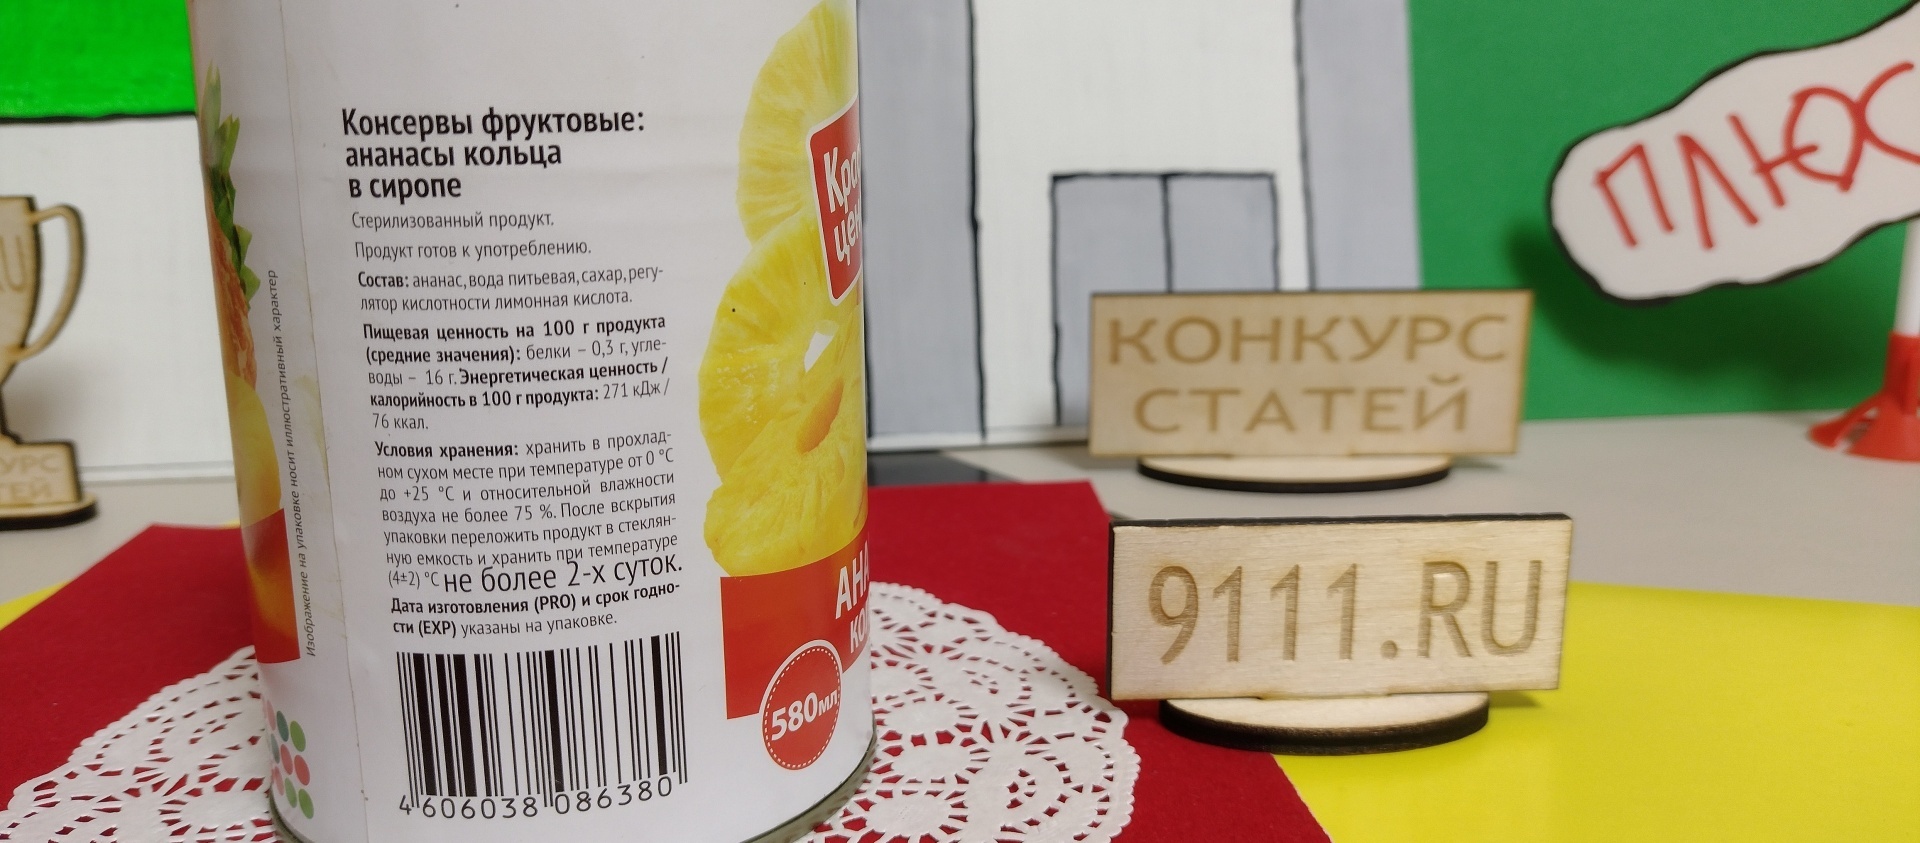 Консервы фруктовые:
ананасы кольца
в сиропе
Стерилизованный продукт.
Продукт готов к употреблению.
Состав: ананас, вода питьевая, сахар, регу-
лятор кислотности лимонная кислота.
Пищевая ценность на 100 г продукта
(средние значения): белки – 0,3 г, угле-
воды – 16 г. Энергетическая ценность /
калорийность в 100 г продукта: 271 кДж /
76 ккал.
Условия хранения: хранить в прохлад-
ном сухом месте при температуре от 0 °С
до +25 °С и относительной влажности
воздуха не более 75 %. После вскрытия
упаковки переложить продукт в стеклян-
ную емкость и хранить при температуре
(4±2) °С не более 2-х суток.
Дата изготовления (PRO) и срок годно-
сти (EXP) указаны на упаковке.
4 606038 086380
Изображение на упаковке носит иллюстративный характер
580мл
ПЛЮС
КОНКУРС
СТАТЕЙ
9111.RU